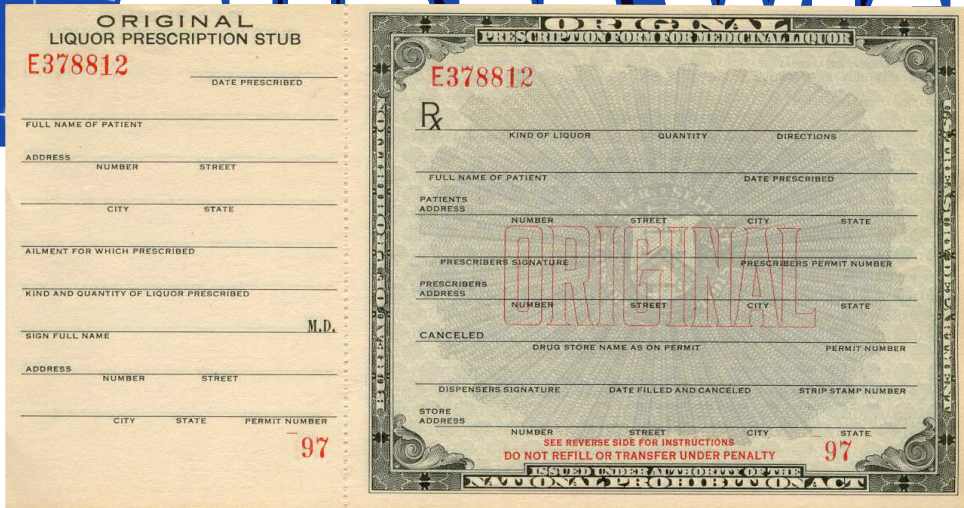 ORIGINAL
LIQUOR PRESCRIPTION STUB
E378812
DATE PRESCRIBED
FULL NAME OF PATIENT
ADDRESS
NUMBER STREET
CITY STATE
AILMENT FOR WHICH PRESCRIBED
KIND AND QUANTITY OF LIQUOR PRESCRIBED
M.D.
SIGN FULL NAME
ADDRESS
NUMBER STREET
CITY STATE PERMIT NUMBER
97
ORIGINAL
PRESCRIPTION FORM FOR MEDICINAL LIQUOR
E378812
Rx
KIND OF LIQUOR QUANTITY DIRECTIONS
FULL NAME OF PATIENT DATE PRESCRIBED
PATIENTS
ADDRESS
NUMBER STREET CITY STATE
ORIGINAL
PRESCRIBERS SIGNATURE PRESCRIBERS PERMIT NUMBER
PRESCRIBERS
ADDRESS
NUMBER STREET CITY STATE
CANCELED
DRUG STORE NAME AS ON PERMIT PERMIT NUMBER
DISPENSERS SIGNATURE DATE FILLED AND CANCELED STRIP STAMP NUMBER
STORE
ADDRESS
NUMBER STREET CITY STATE
SEE REVERSE SIDE FOR INSTRUCTIONS
97
DO NOT REFILL OR TRANSFER UNDER PENALTY
ISSUED UNDER AUTHORITY OF THE
NATIONAL PROHIBITION ACT